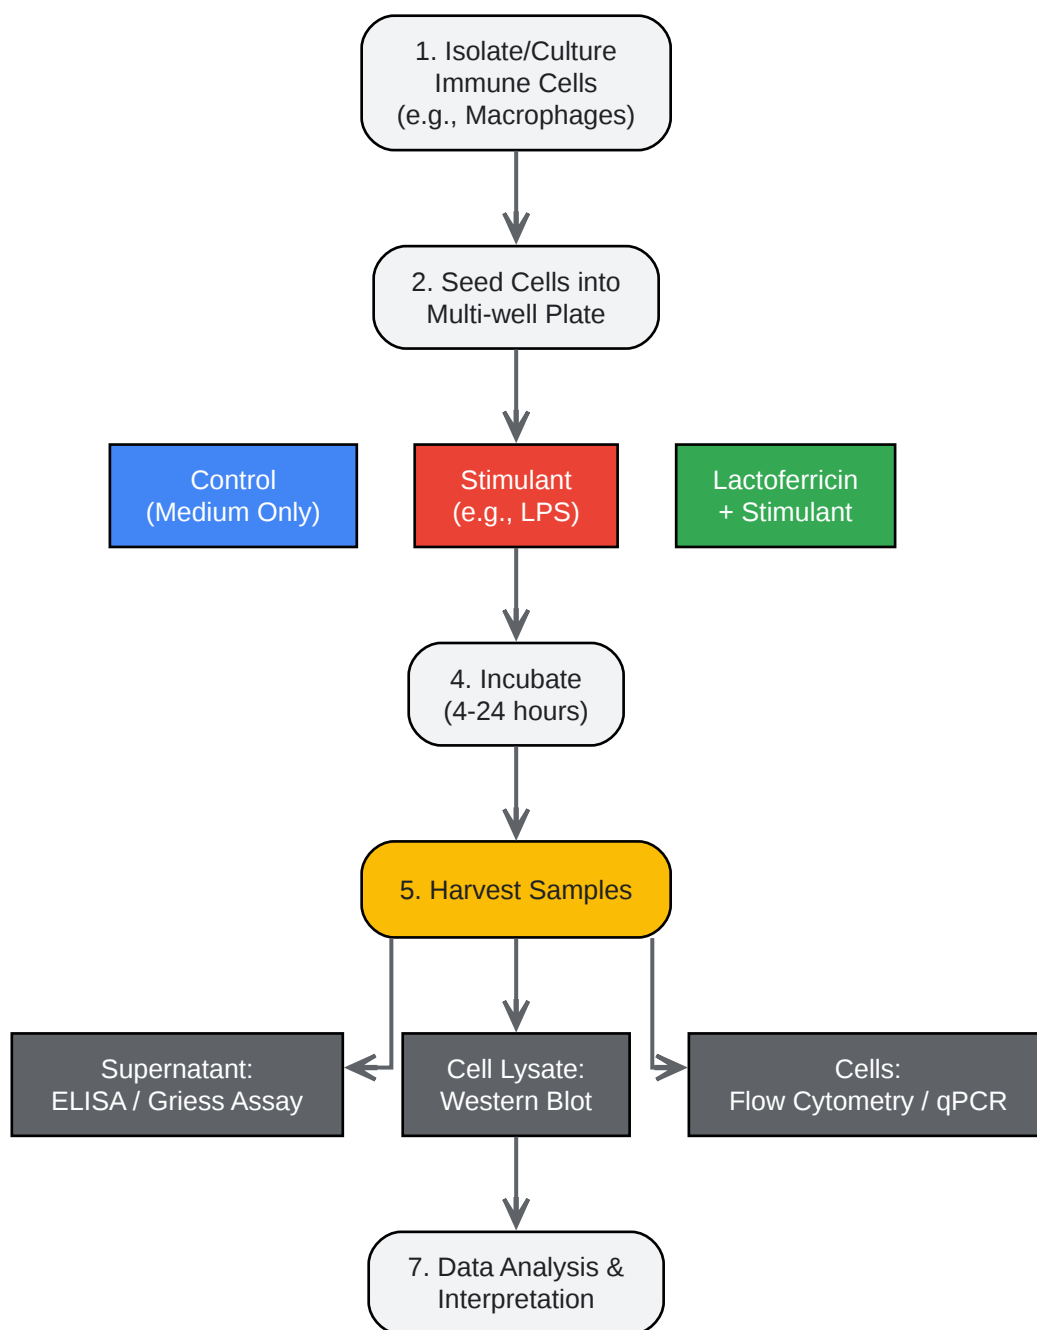 1. Isolate/Culture
Immune Cells
(e.g., Macrophages)
2. Seed Cells into
Multi-well Plate
Control
(Medium Only)
Stimulant
(e.g., LPS)
Lactoferricin
+ Stimulant
4. Incubate
(4-24 hours)
5. Harvest Samples
Supernatant:
ELISA / Griess Assay
Cell Lysate:
Western Blot
Cells:
Flow Cytometry / qPCR
7. Data Analysis &
Interpretation